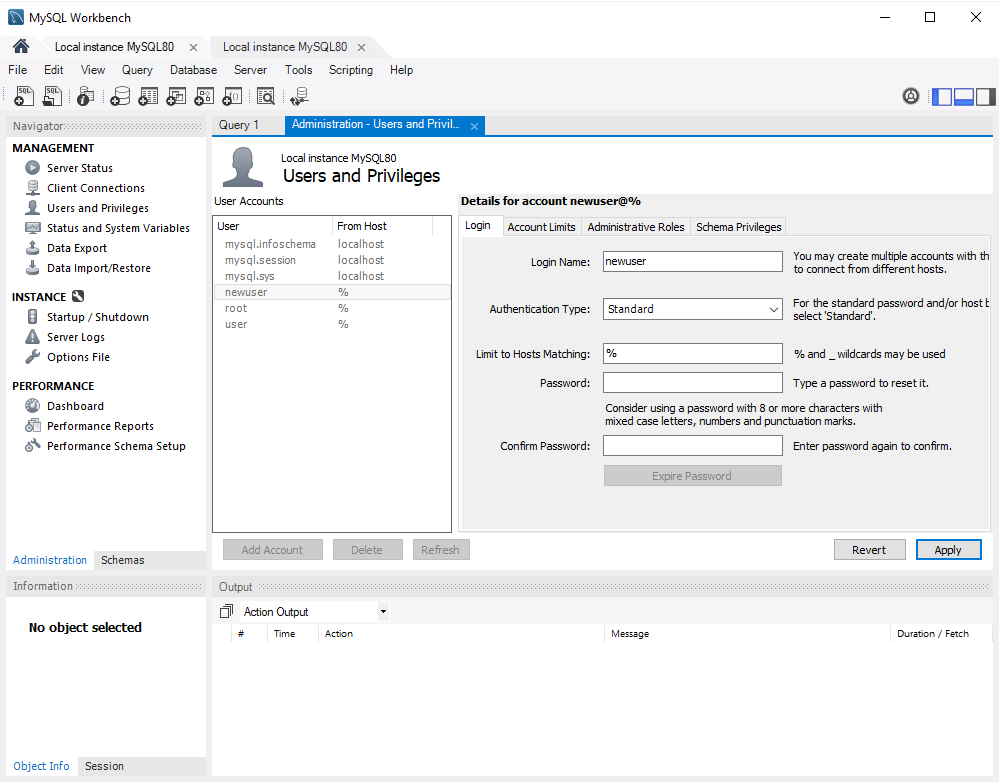 MySQL Workbench
Local instance MySQL80
Local instance MySQL80
File Edit View Query Database Server Tools Scripting Help
Navigator
MANAGEMENT
Server Status
Client Connections
Users and Privileges
Status and System Variables
Data Export
Data Import/Restore
INSTANCE
Startup / Shutdown
Server Logs
Options File
PERFORMANCE
Dashboard
Performance Reports
Performance Schema Setup
Administration Schemas
Information
No object selected
Object Info Session
Query 1 Administration - Users and Privil...
Local instance MySQL80
Users and Privileges
User Accounts
User From Host
mysql.infoschema localhost
mysql.session localhost
mysql.sys localhost
newuser %
root %
user %
Add Account Delete Refresh
Details for account newuser@%
Login Account Limits Administrative Roles Schema Privileges
Login Name: newuser You may create multiple accounts with th
to connect from different hosts.
Authentication Type: Standard For the standard password and/or host b
select 'Standard'.
Limit to Hosts Matching: % % and _ wildcards may be used
Password: Type a password to reset it.
Consider using a password with 8 or more characters with
mixed case letters, numbers and punctuation marks.
Confirm Password: Enter password again to confirm.
Expire Password
Revert Apply
Output
Action Output
# Time Action Message Duration / Fetch